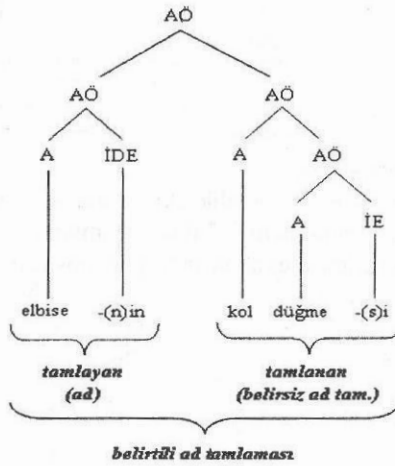 AÖ
AÖ AÖ
A İDE A AÖ
A İE
elbise -(n)in kol düğme -(s)i
tamlayan tamlanan
(ad) (belirsiz ad tam.)
belirtili ad tamlaması